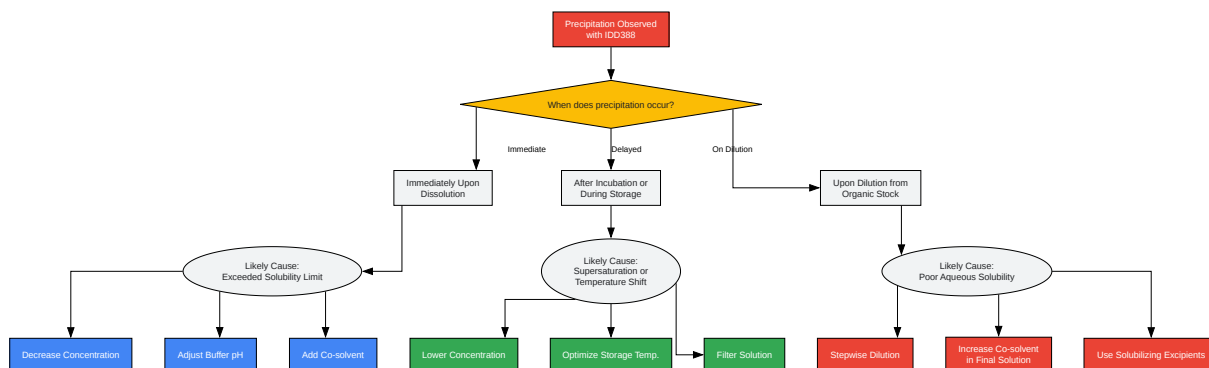 Precipitation Observed
with IDD388
When does precipitation occur?
Immediate
Delayed
On Dilution
Immediately Upon
Dissolution
After Incubation or
During Storage
Upon Dilution from
Organic Stock
Likely Cause:
Exceeded Solubility Limit
Likely Cause:
Supersaturation or
Temperature Shift
Likely Cause:
Poor Aqueous Solubility
Decrease Concentration
Adjust Buffer pH
Add Co-solvent
Lower Concentration
Optimize Storage Temp.
Filter Solution
Stepwise Dilution
Increase Co-solvent
in Final Solution
Use Solubilizing Excipients